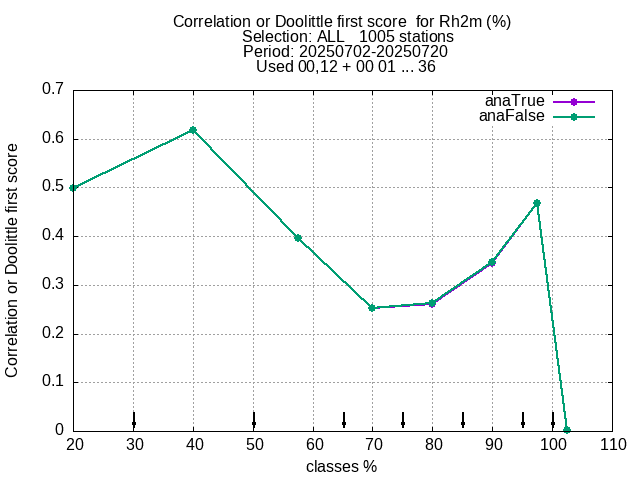 Correlation or Doolittle first score  for Rh2m (%)
Selection: ALL   1005 stations
Period: 20250702-20250720
Used 00,12 + 00 01 ... 36
anaTrue
anaFalse
Correlation or Doolittle first score
0.7
0.6
0.5
0.4
0.3
0.2
0.1
0
20 30 40 50 60 70 80 90 100 110
classes %